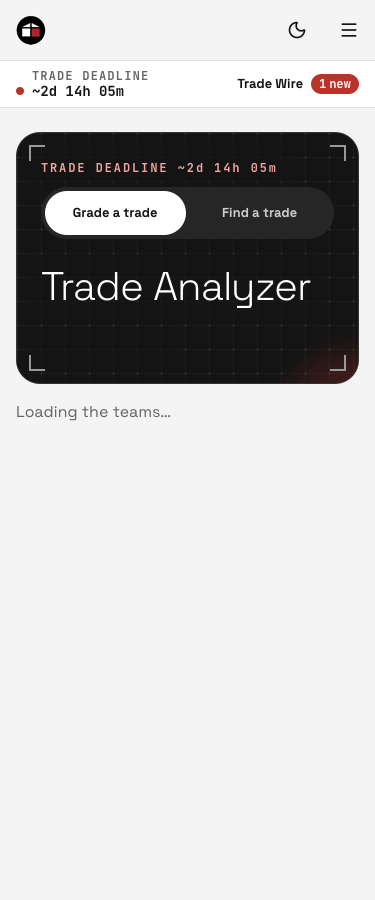 TRADE DEADLINE
~2d 14h 05m
Trade Wire
1 new
TRADE DEADLINE ~2d 14h 05m
Grade a trade
Find a trade
Trade Analyzer
Loading the teams…